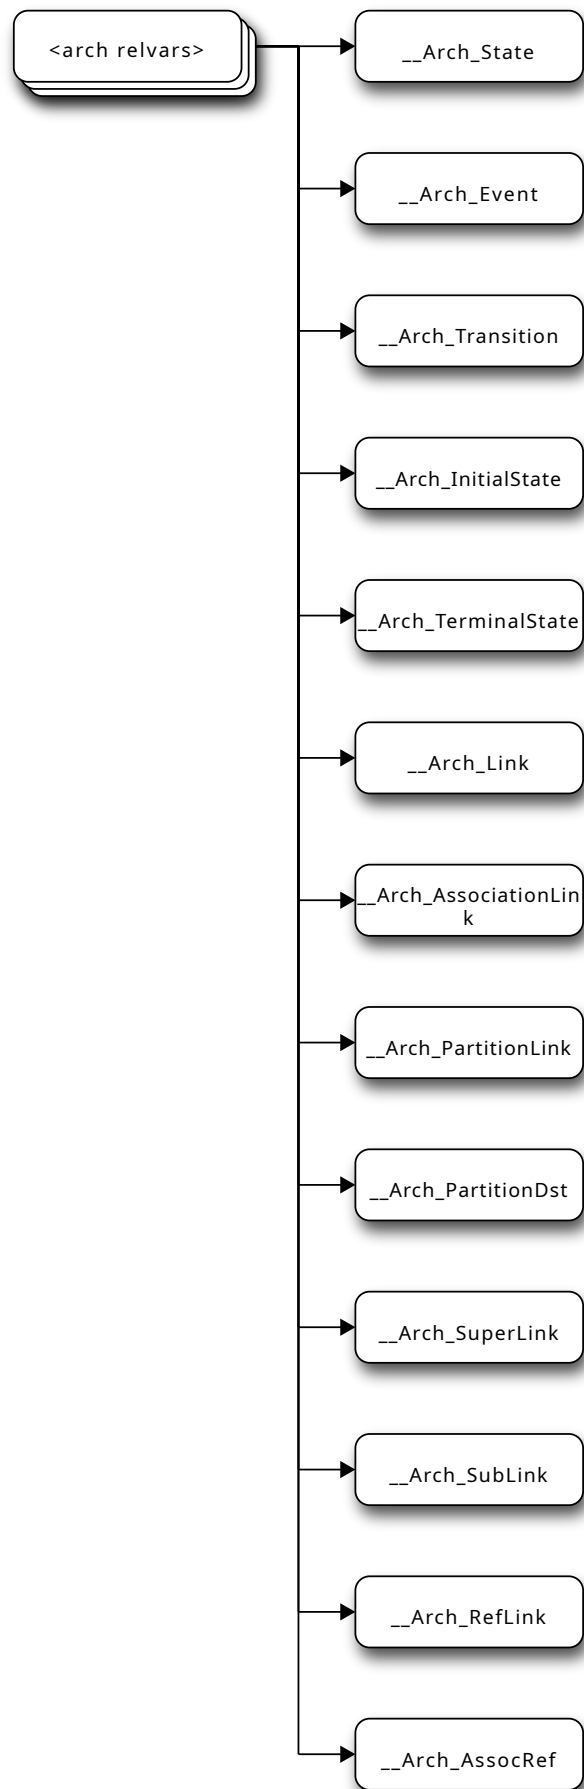 <arch relvars>
__Arch_State
__Arch_Event
__Arch_Transition
__Arch_InitialState
__Arch_TerminalState
__Arch_Link
__Arch_AssociationLin
k
__Arch_PartitionLink
__Arch_PartitionDst
__Arch_SuperLink
__Arch_SubLink
__Arch_RefLink
__Arch_AssocRef